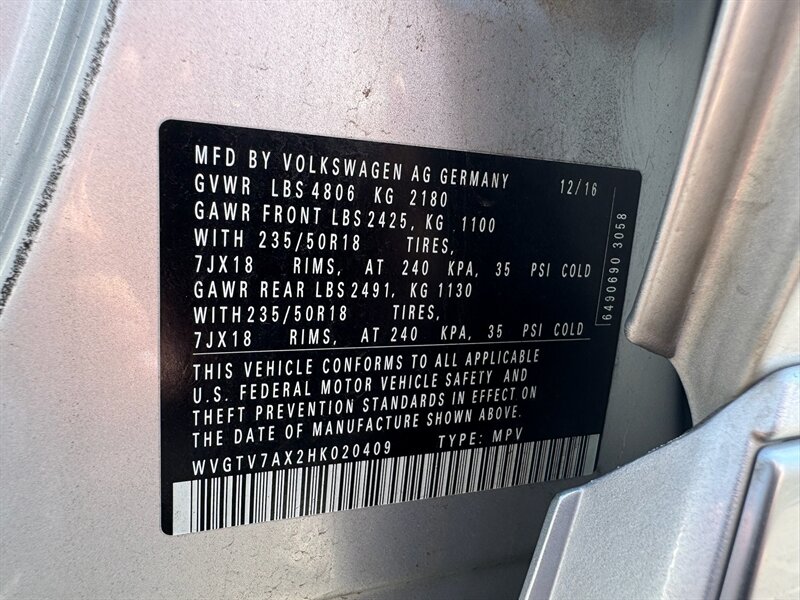 MFD BY VOLKSWAGEN AG GERMANY 12/16
GVWR LBS 4806 KG 2180
GAWR FRONT LBS 2425, KG 1100
WITH 235/50R18 TIRES,
7JX18 RIMS, AT 240 KPA, 35 PSI COLD
GAWR REAR LBS 2491, KG 1130
WITH 235/50R18 TIRES,
7JX18 RIMS, AT 240 KPA, 35 PSI COLD
THIS VEHICLE CONFORMS TO ALL APPLICABLE
U.S. FEDERAL MOTOR VEHICLE SAFETY AND
THEFT PREVENTION STANDARDS IN EFFECT ON
THE DATE OF MANUFACTURE SHOWN ABOVE.
WVGTV7AX2HK020409 TYPE: MPV
6490690 3058